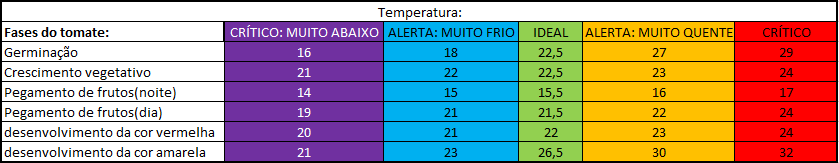 Temperatura:
Fases do tomate: CRÍTICO: MUITO ABAIXO ALERTA: MUITO FRIO IDEAL ALERTA: MUITO QUENTE CRÍTICO
Germinação 16 18 22,5 27 29
Crescimento vegetativo 21 22 22,5 23 24
Pegamento de frutos(noite) 14 15 15,5 16 17
Pegamento de frutos(dia) 19 21 21,5 22 24
desenvolvimento da cor vermelha 20 21 22 23 24
desenvolvimento da cor amarela 21 23 26,5 30 32